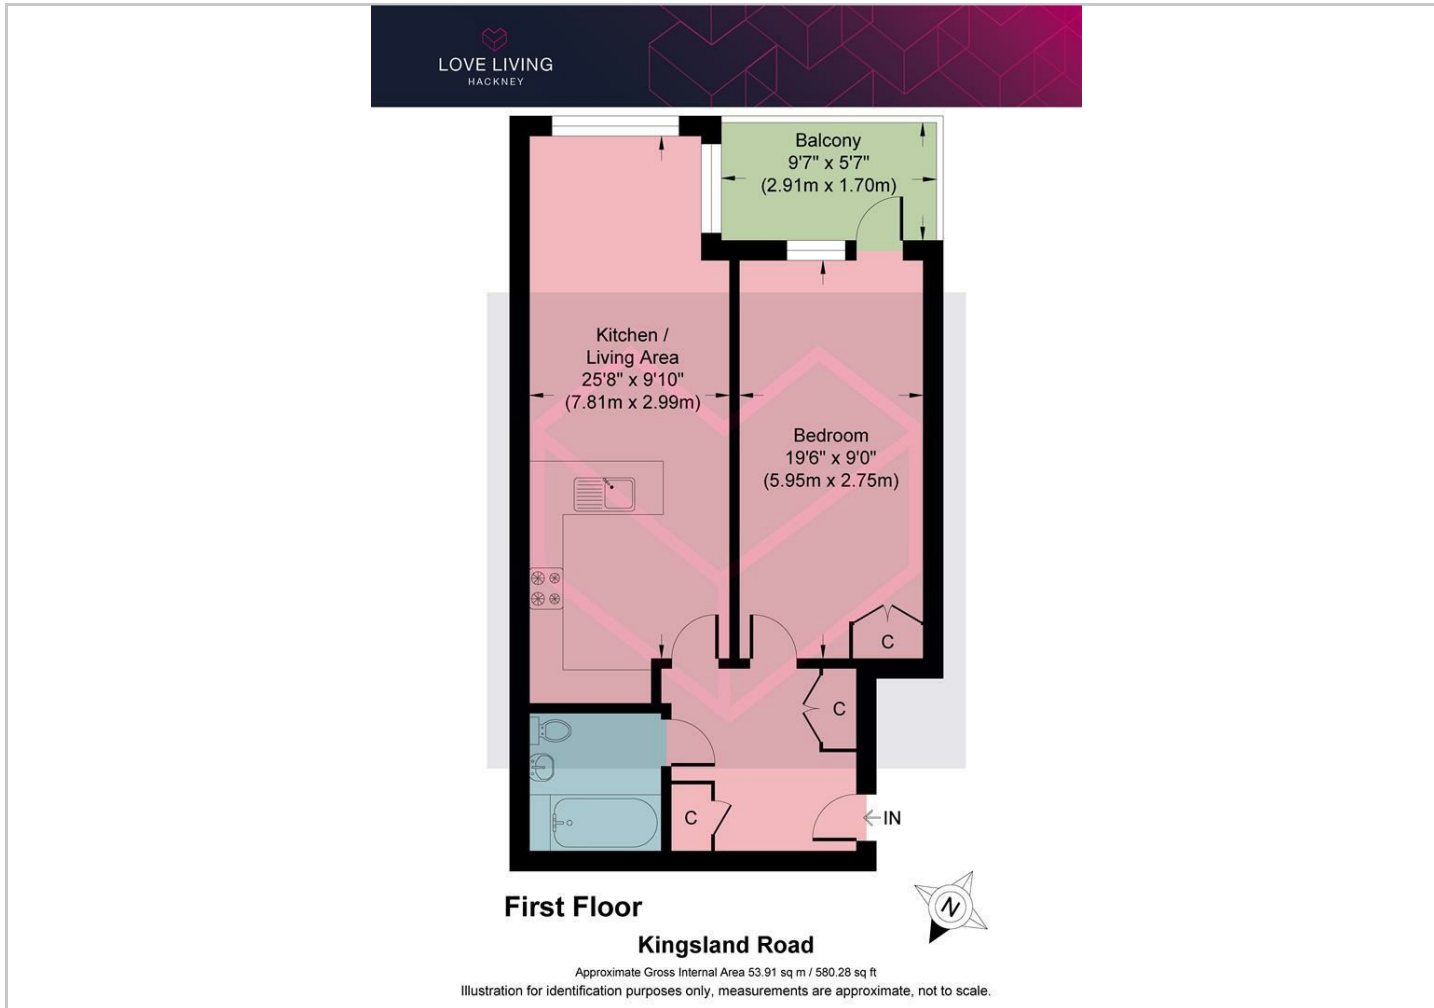 LOVE LIVING
HACKNEY
Balcony
9'7" x 5'7"
(2.91m x 1.70m)
Kitchen /
Living Area
25'8" x 9'10"
(7.81m x 2.99m)
Bedroom
19'6" x 9'0"
(5.95m x 2.75m)
C
C
C
IN
N
First Floor
Kingsland Road
Approximate Gross Internal Area 53.91 sq m / 580.28 sq ft
Illustration for identification purposes only, measurements are approximate, not to scale.